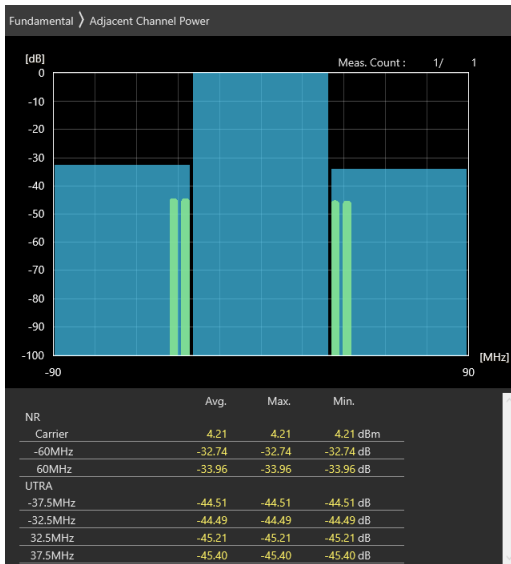 Fundamental 〉 Adjacent Channel Power
[dB]
Meas. Count : 1/ 1
0
-10
-20
-30
-40
-50
-60
-70
-80
-90
-100
[MHz]
-90 90
Avg. Max. Min.
NR
Carrier 4.21 4.21 4.21 dBm
-60MHz -32.74 -32.74 -32.74 dB
60MHz -33.96 -33.96 -33.96 dB
UTRA
-37.5MHz -44.51 -44.51 -44.51 dB
-32.5MHz -44.49 -44.49 -44.49 dB
32.5MHz -45.21 -45.21 -45.21 dB
37.5MHz -45.40 -45.40 -45.40 dB